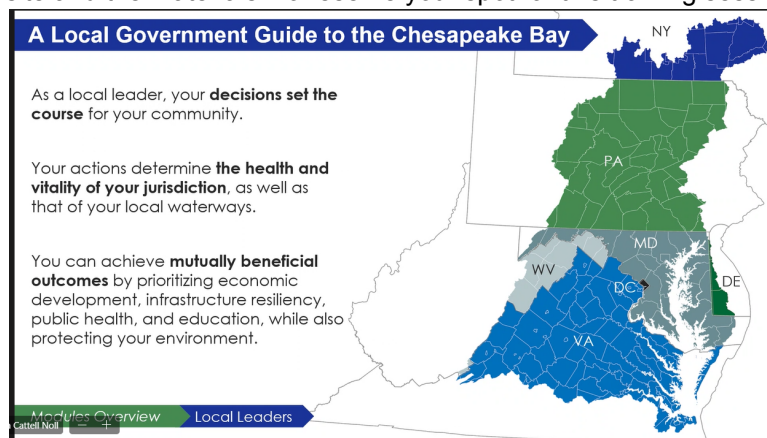 A Local Government Guide to the Chesapeake Bay
As a local leader, your decisions set the
course for your community.
Your actions determine the health and
vitality of your jurisdiction, as well as
that of your local waterways.
You can achieve mutually beneficial
outcomes by prioritizing economic
development, infrastructure resiliency,
public health, and education, while also
protecting your environment.
NY
PA
MD
WV
DC
DE
VA
Modules Overview
Local Leaders
Cattell Noll